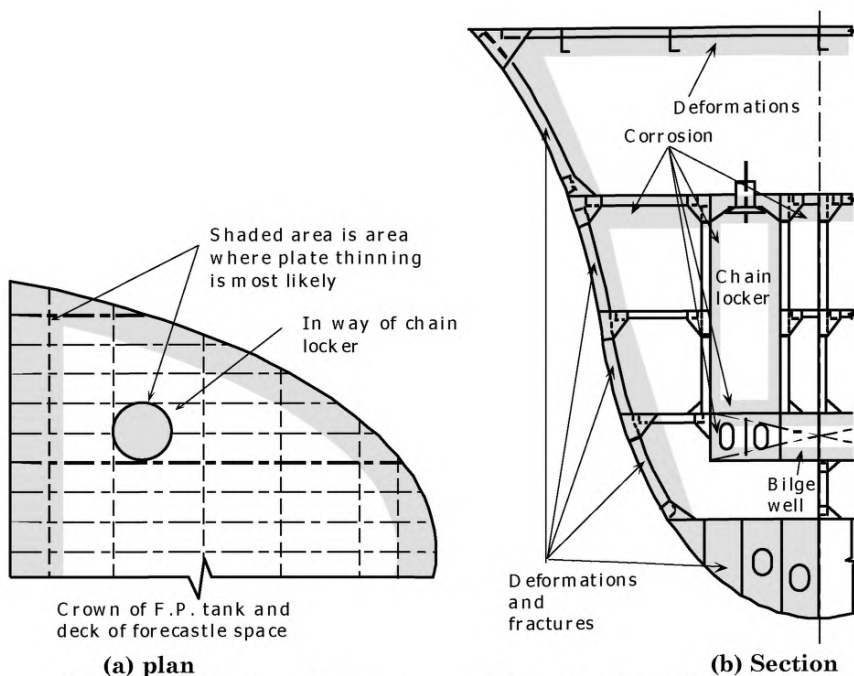 Shaded area is area
where plate thinning
is most likely
In way of chain
locker
Crown of F.P. tank and
deck of forecastle space
(a) plan
Deformations
Corrosion
Chain
locker
Bilge
well
Deformations
and
fractures
(b) Section